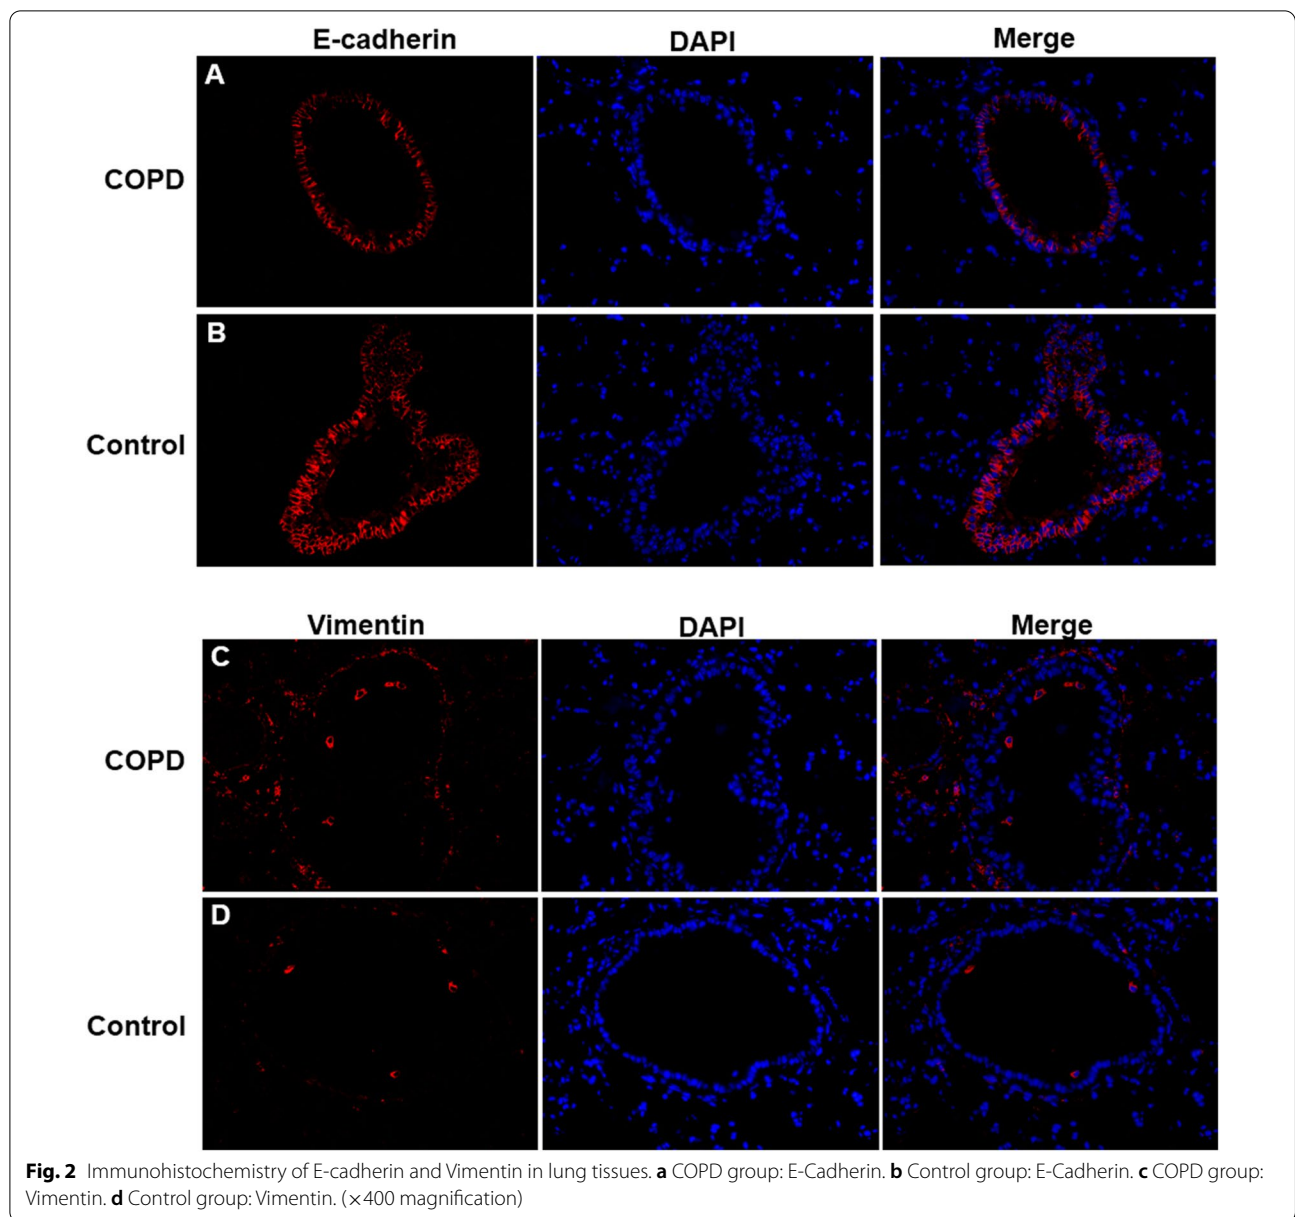 E-cadherin DAPI Merge
A
COPD
B
Control
Vimentin DAPI Merge
C
COPD
D
Control
Fig. 2 Immunohistochemistry of E-cadherin and Vimentin in lung tissues. a COPD group: E-Cadherin. b Control group: E-Cadherin. c COPD group:
Vimentin. d Control group: Vimentin. (×400 magnification)